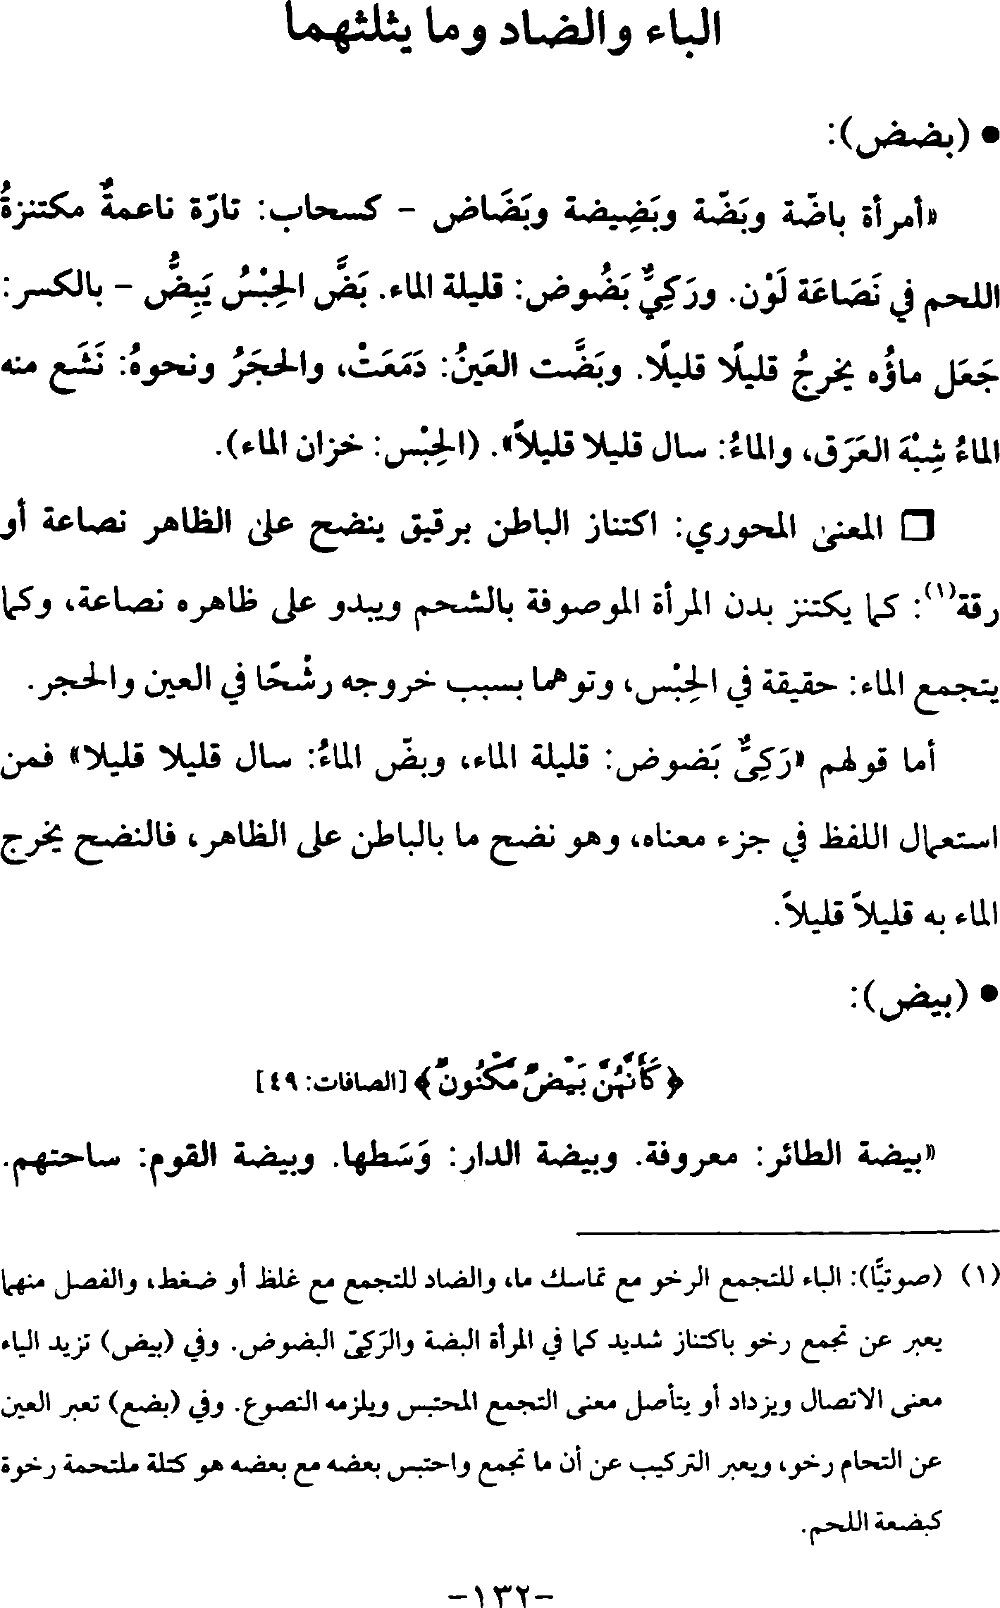 الباء والضاد وما يثلثهما
• (بضض):
«أمرأة باضّة وبَضّة وبَضِيضة وبَضَاض - كسحاب: تارّة ناعمةٌ مكتنزةُ
اللحم في نَصَاعَة لَوْن. ورَكِيٌّ بَضُوض: قليلة الماء. بَضَّ الحِبْسُ يَبِضُّ - بالكسر:
جَعَل ماؤُه يخرجُ قليلًا قليلًا. وبَضَّت العَينُ: دَمَعَتْ، والحجَرُ ونحوهُ: نَشَع منه
الماءُ شِبْهَ العَرَق، والماءُ: سال قليلا قليلاً». (الحِبْس: خزان الماء).
□ المعنى المحوري: اكتناز الباطن برقيق ينضح على الظاهر نصاعة أو
رقة(١): كما يكتنز بدن المرأة الموصوفة بالشحم ويبدو على ظاهره نصاعة، وكما
يتجمع الماء: حقيقة في الحِبْس، وتوهما بسبب خروجه رشْحًا في العين والحجر.
أما قولهم «رَكِيٌّ بَضوض: قليلة الماء، وبضّ الماءُ: سال قليلا قليلا» فمن
استعمال اللفظ في جزء معناه، وهو نضح ما بالباطن على الظاهر، فالنضح يخرج
الماء به قليلاً قليلاً.
• (بيض):
﴿كَأَنَّهُنَّ بَيْضٌ مَّكْنُونٌ﴾ [الصافات: ٤٩]
«بيضة الطائر: معروفة. وبيضة الدار: وَسَطها. وبيضة القوم: ساحتهم.
(١) (صوتيًّا): الباء للتجمع الرخو مع تماسك ما، والضاد للتجمع مع غلظ أو ضغط، والفصل منهما
يعبر عن تجمع رخو باكتناز شديد كما في المرأة البضة والرَكِيّ البضوض. وفي (بيض) تزيد الياء
معنى الاتصال ويزداد أو يتأصل معنى التجمع المحتبس ويلزمه النصوع. وفي (بضع) تعبر العين
عن التحام رخو، ويعبر التركيب عن أن ما تجمع واحتبس بعضه مع بعضه هو كتلة ملتحمة رخوة
كبضعة اللحم.
-١٣٢-